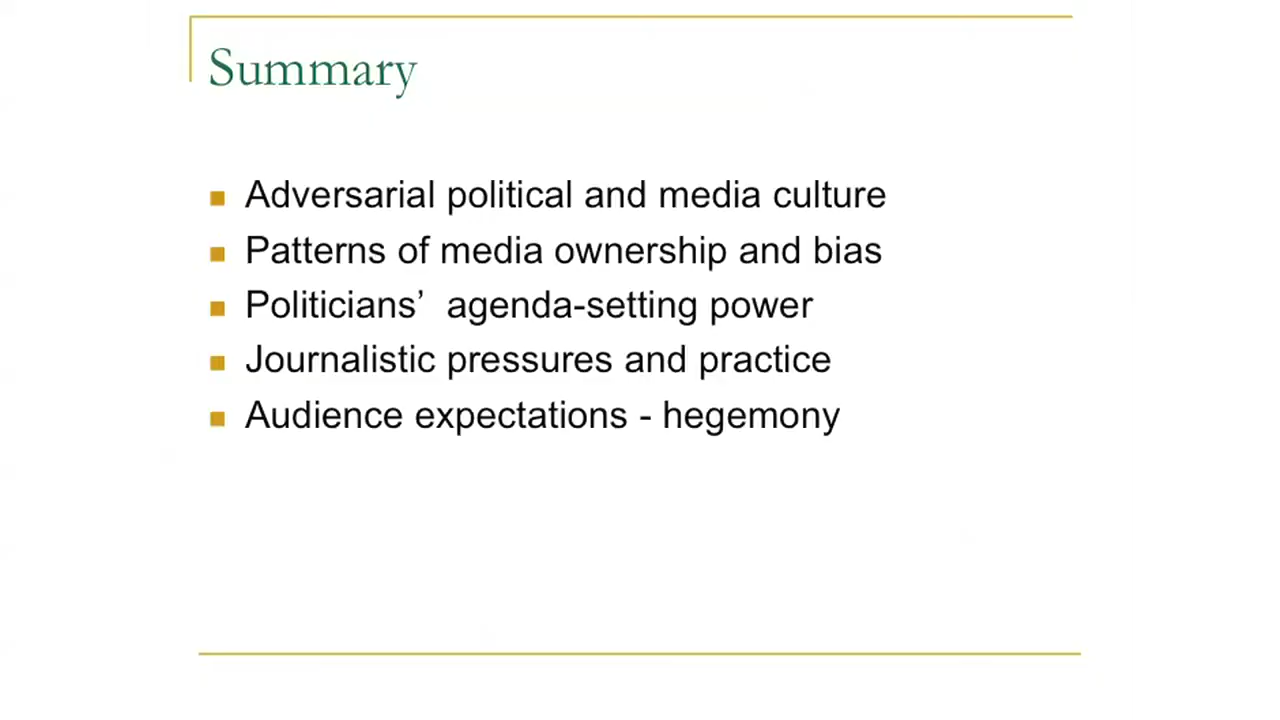 Summary
Adversarial political and media culture
Patterns of media ownership and bias
Politicians’  agenda-setting power
Journalistic pressures and practice
Audience expectations - hegemony